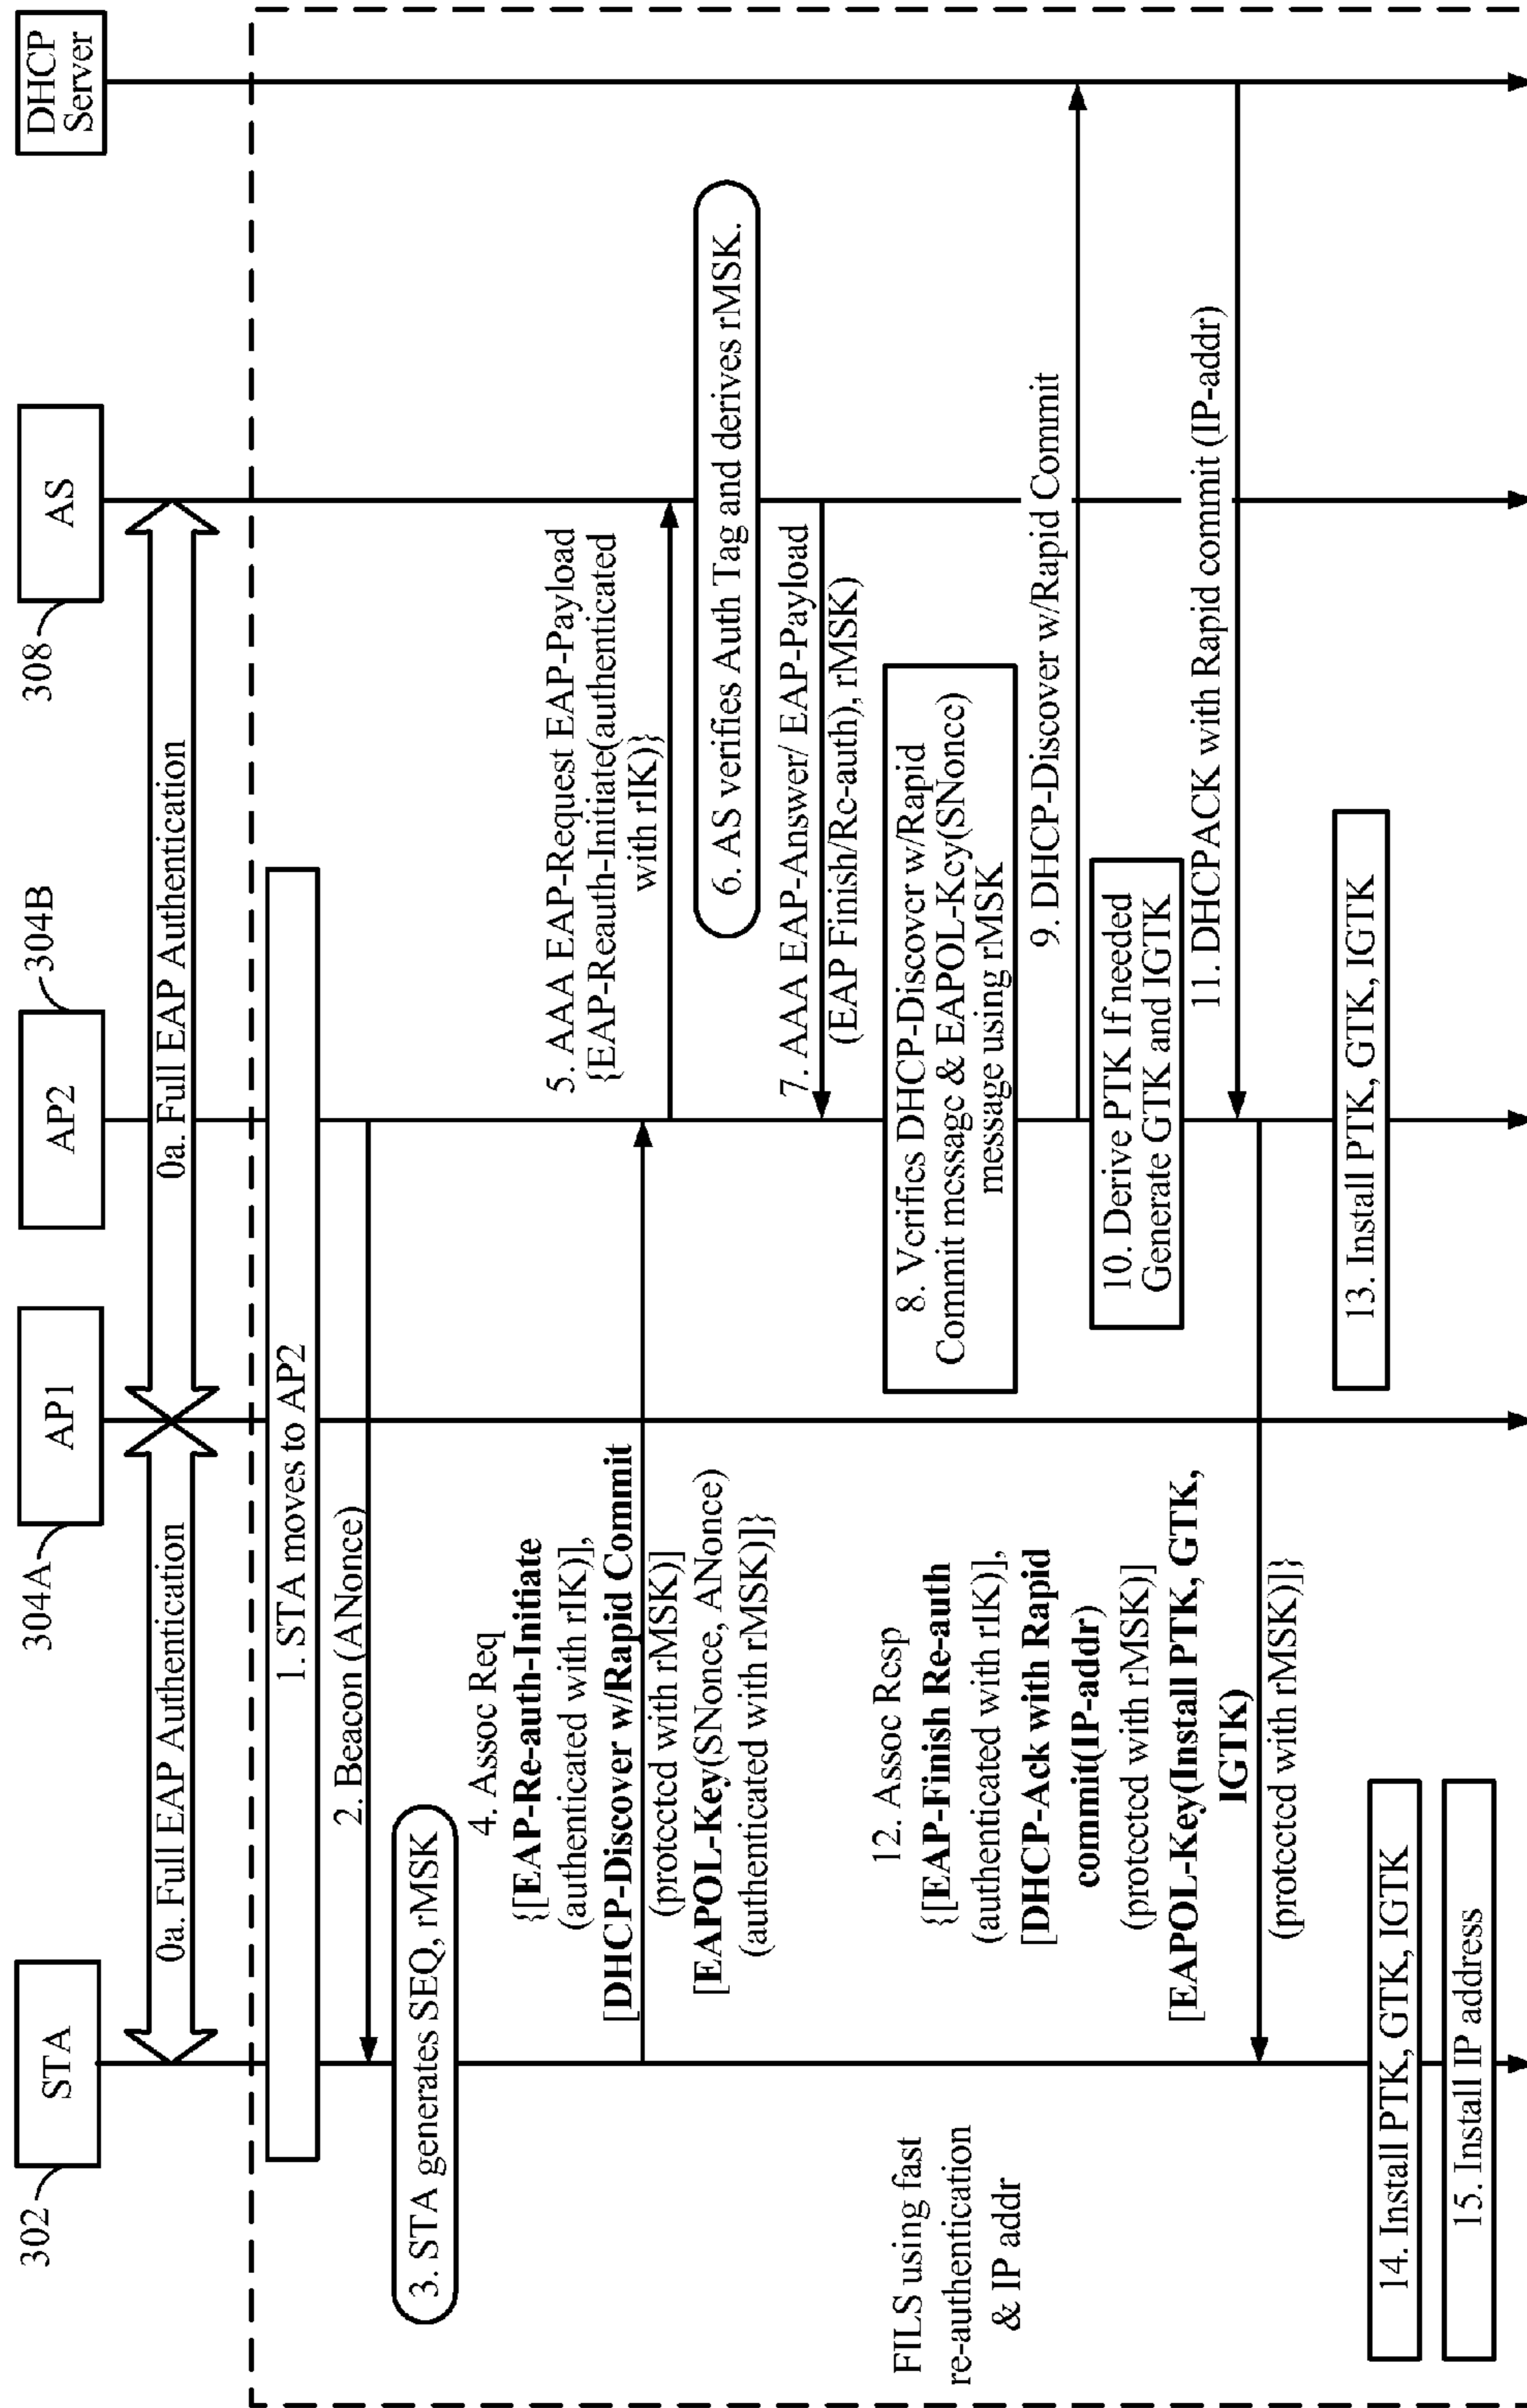 STA
AP1
AP2
AS
DHCP
Server
302
304A
304B
308
0a. Full EAP Authentication
0a. Full EAP Authentication
1. STA moves to AP2
2. Beacon (ANonce)
3. STA generates SEQ, rMSK
4. Assoc Req
{[EAP-Re-auth-Initiate
(authenticated with rIK)],
[DHCP-Discover w/Rapid Commit
(protected with rMSK)]
[EAPOL-Key(SNonce, ANonce)
(authenticated with rMSK)]}
5. AAA EAP-Request EAP-Payload
{EAP-Reauth-Initiate(authenticated
with rIK)}
6. AS verifies Auth Tag and derives rMSK.
7. AAA EAP-Answer/ EAP-Payload
(EAP Finish/Re-auth), rMSK)
8. Verifies DHCP-Discover w/Rapid
Commit message & EAPOL-Key(SNonce)
message using rMSK
9. DHCP-Discover w/Rapid Commit
10. Derive PTK If needed
Generate GTK and IGTK
11. DHCPACK with Rapid commit (IP-addr)
12. Assoc Resp
{[EAP-Finish Re-auth
(authenticated with rIK)],
[DHCP-Ack with Rapid
commit(IP-addr)
(protected with rMSK)]
[EAPOL-Key(Install PTK, GTK,
IGTK)
(protected with rMSK)]}
13. Install PTK, GTK, IGTK
FILS using fast
re-authentication
& IP addr
14. Install PTK, GTK, IGTK
15. Install IP address